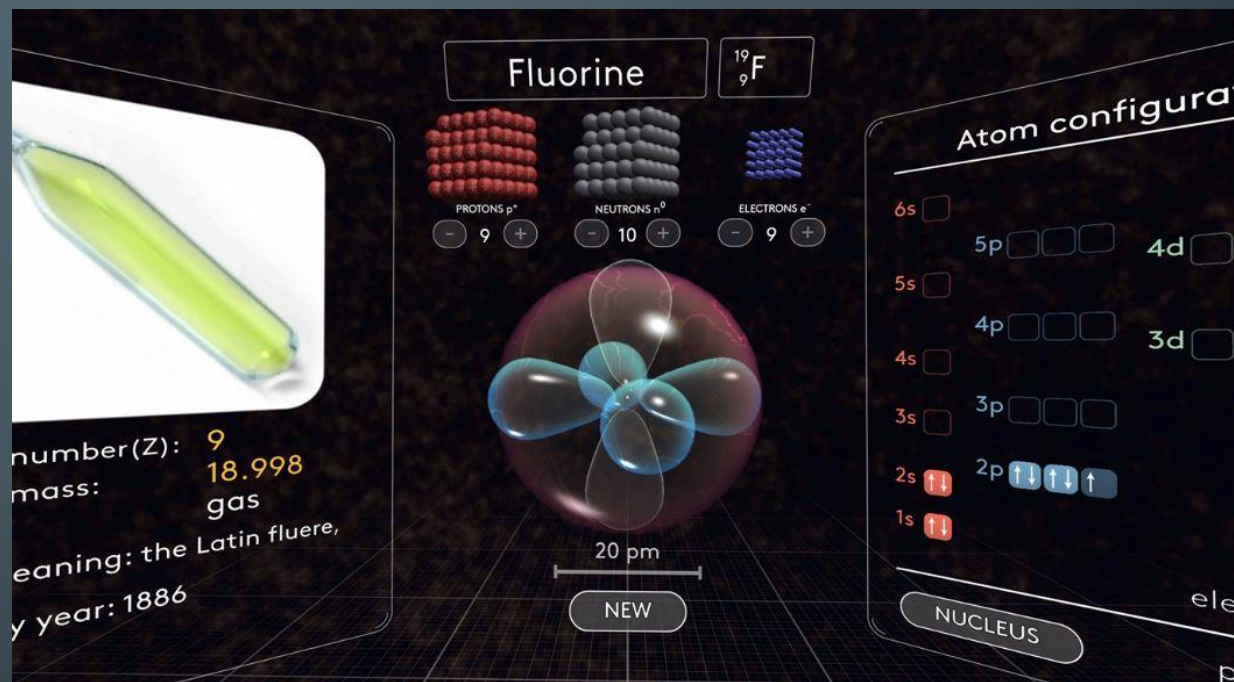 Fluorine
19
9 F
PROTONS p⁺
NEUTRONS n⁰
ELECTRONS e⁻
- 9 +
- 10 +
- 9 +
20 pm
NEW
number(Z): 9
mass: 18.998
gas
eaning: the Latin fluere,
y year: 1886
Atom configura
6s
5p
4d
5s
4p
3d
4s
3p
3s
2p ↑↓ ↑↓ ↑
2s ↑↓
1s ↑↓
ele
NUCLEUS
p